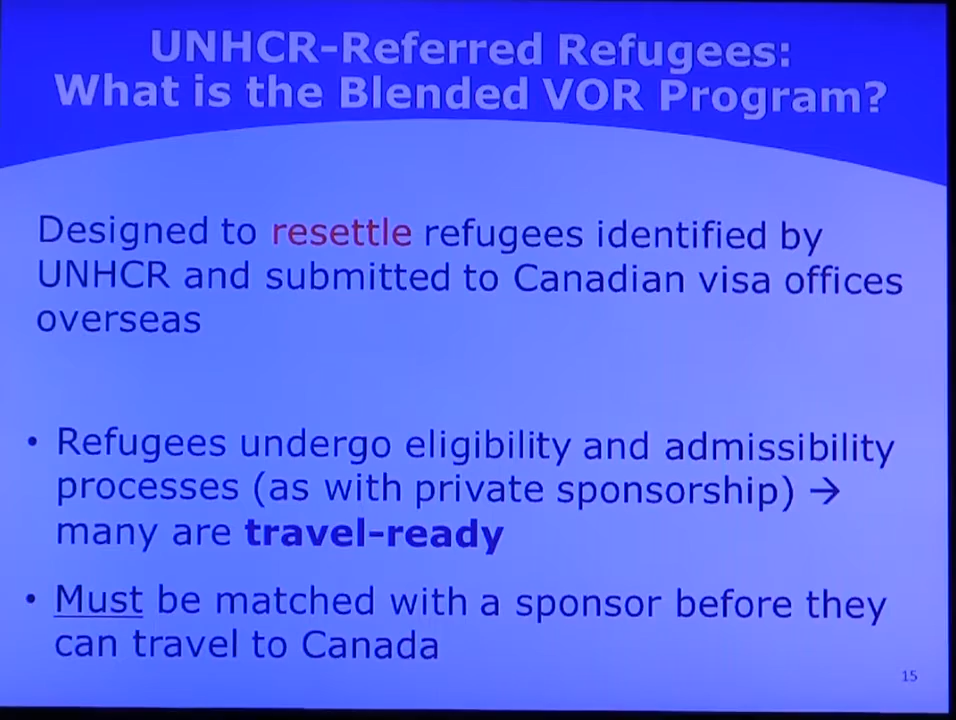 UNHCR-Referred Refugees:
What is the Blended VOR Program?
Designed to resettle refugees identified by
UNHCR and submitted to Canadian visa offices
overseas
• Refugees undergo eligibility and admissibility
processes (as with private sponsorship) →
many are travel-ready
• Must be matched with a sponsor before they
can travel to Canada
15